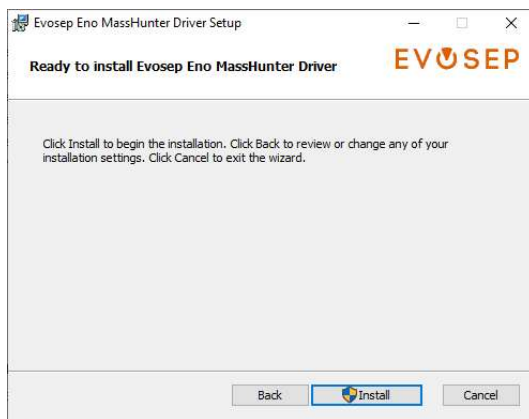 Evosep Eno MassHunter Driver Setup
Ready to install Evosep Eno MassHunter Driver
EVOSEP
Click Install to begin the installation. Click Back to review or change any of your
installation settings. Click Cancel to exit the wizard.
Back
Install
Cancel